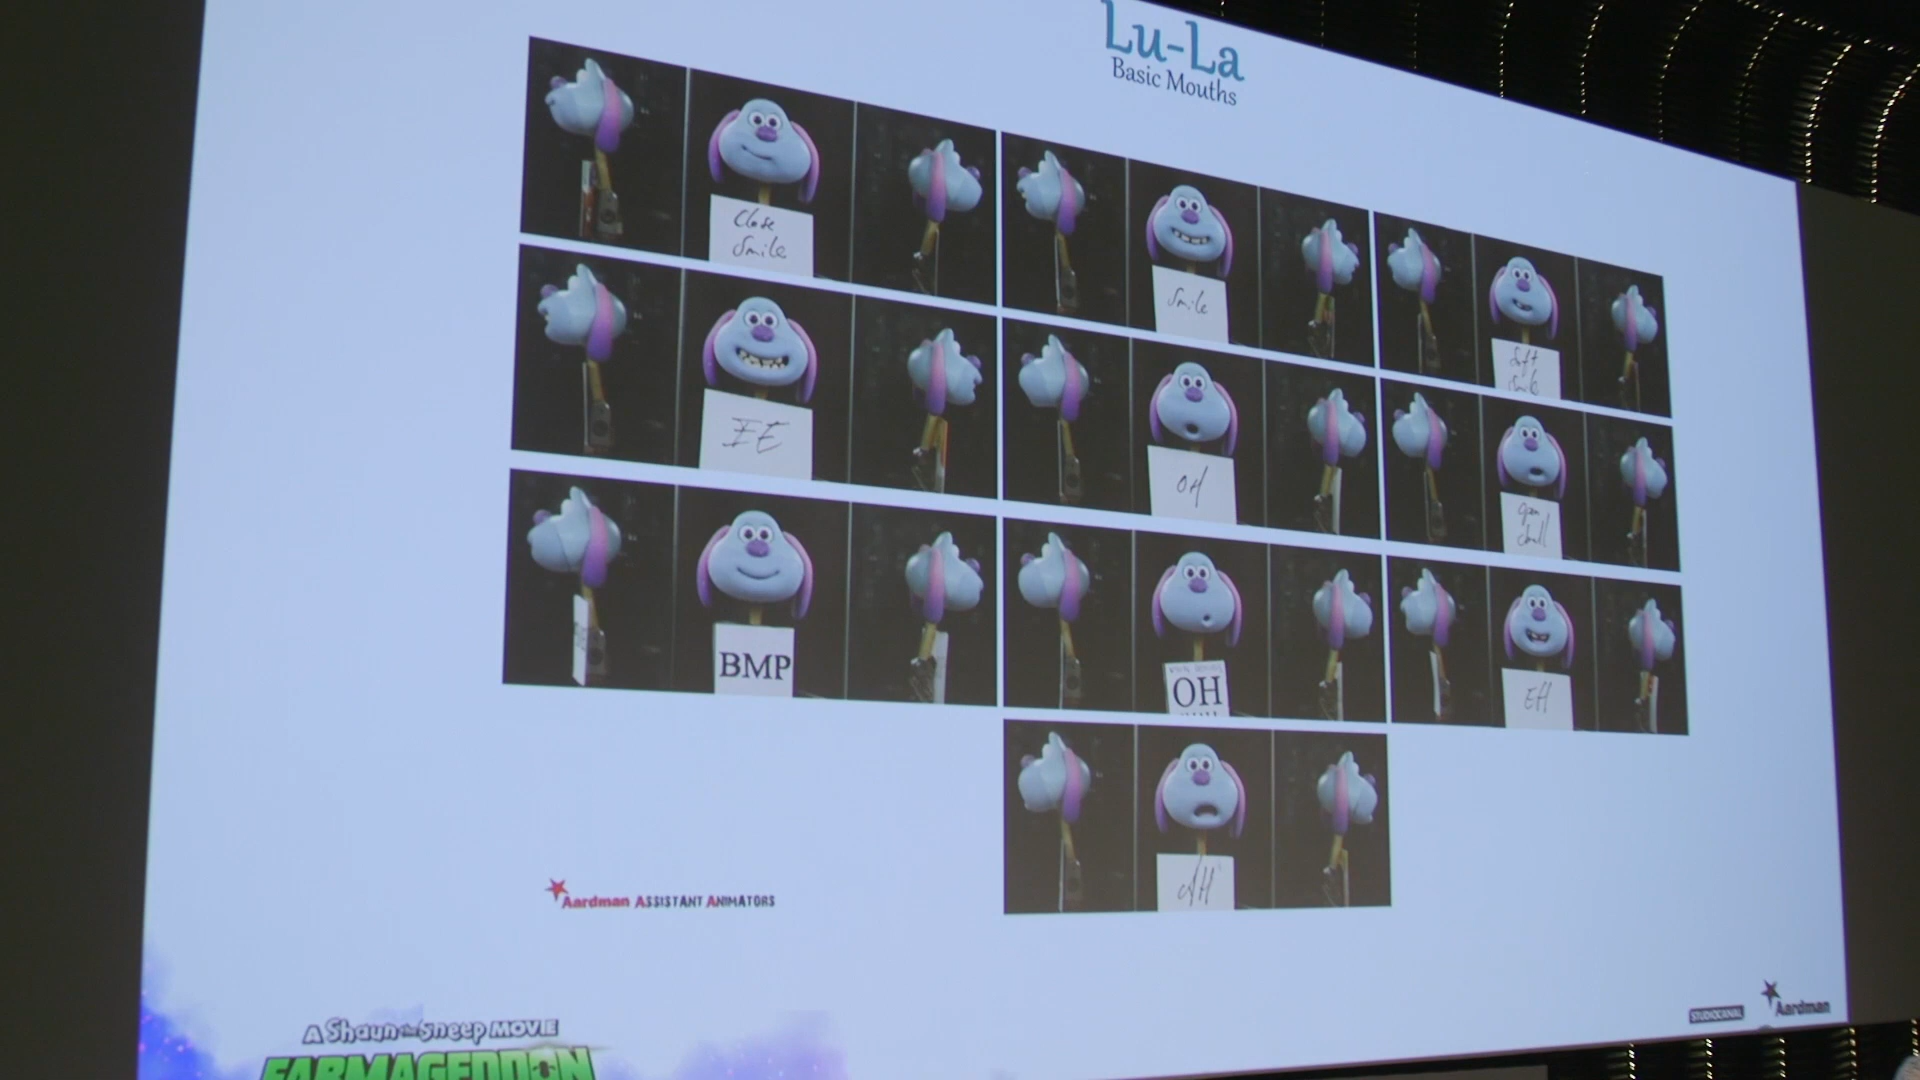 Lu-La
Basic Mouths
Close
Smile
Smile
Soft
Smile
EE
OH
open
BMP
OH
EH
AH
Aardman ASSISTANT ANIMATORS
A Shaun the Sheep MOVIE
FARMAGEDDON
STUDIOCANAL
Aardman